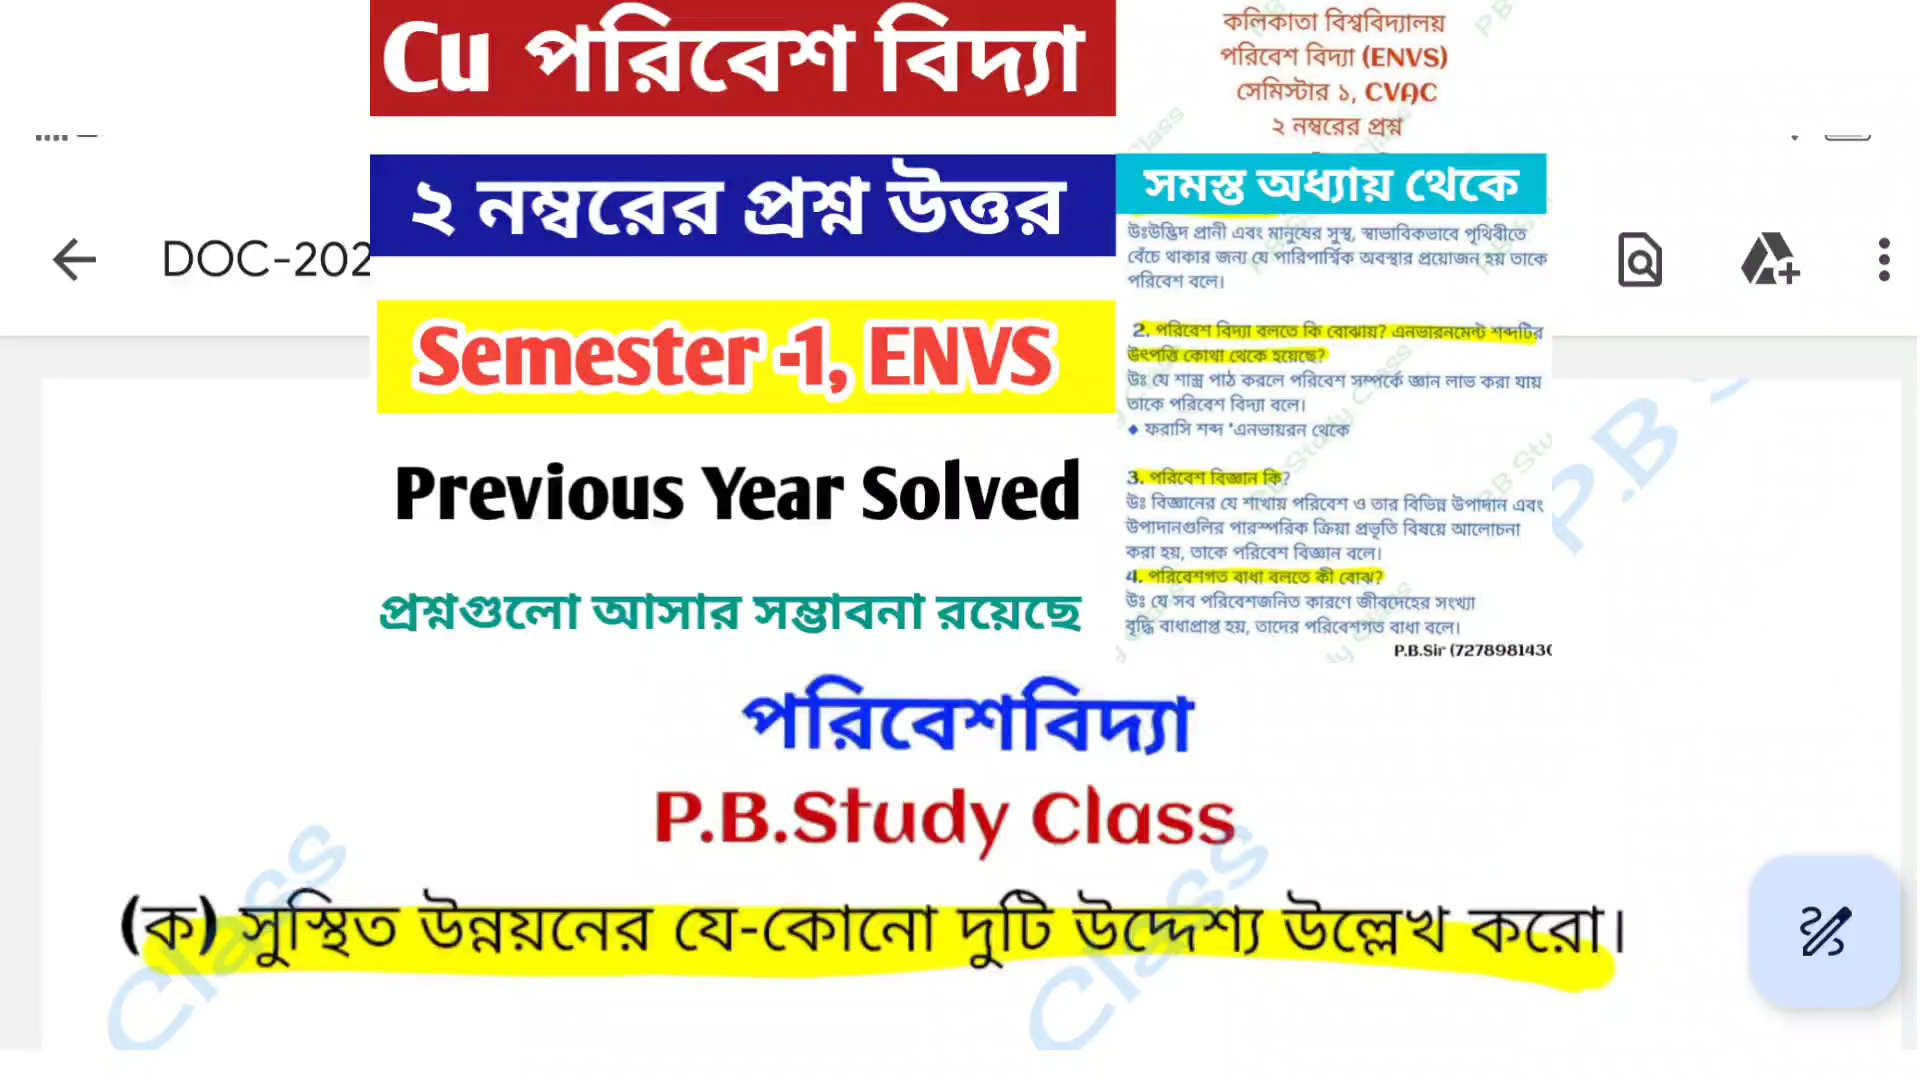 Cu পরিবেশ বিদ্যা
২ নম্বরের প্রশ্ন উত্তর
Semester -1, ENVS
Previous Year Solved
প্রশ্নগুলো আসার সম্ভাবনা রয়েছে
DOC-202
কলিকাতা বিশ্ববিদ্যালয়
পরিবেশ বিদ্যা (ENVS)
সেমিস্টার ১, CVAC
২ নম্বরের প্রশ্ন
সমস্ত অধ্যায় থেকে
উঃউদ্ভিদ প্রানী এবং মানুষের সুস্থ, স্বাভাবিকভাবে পৃথিবীতে
বেঁচে থাকার জন্য যে পারিপার্শ্বিক অবস্থার প্রয়োজন হয় তাকে
পরিবেশ বলে।
2. পরিবেশ বিদ্যা বলতে কি বোঝায়? এনভারনমেন্ট শব্দটির
উৎপত্তি কোথা থেকে হয়েছে?
উঃ যে শাস্ত্র পাঠ করলে পরিবেশ সম্পর্কে জ্ঞান লাভ করা যায়
তাকে পরিবেশ বিদ্যা বলে।
◆ ফরাসি শব্দ 'এনভায়রন থেকে
3. পরিবেশ বিজ্ঞান কি?
উঃ বিজ্ঞানের যে শাখায় পরিবেশ ও তার বিভিন্ন উপাদান এবং
উপাদানগুলির পারস্পরিক ক্রিয়া প্রভৃতি বিষয়ে আলোচনা
করা হয়, তাকে পরিবেশ বিজ্ঞান বলে।
4. পরিবেশগত বাধা বলতে কী বোঝ?
উঃ যে সব পরিবেশজনিত কারণে জীবদেহের সংখ্যা
বৃদ্ধি বাধাপ্রাপ্ত হয়, তাদের পরিবেশগত বাধা বলে।
P.B.Sir (727898143
পরিবেশবিদ্যা
P.B.Study Class
(ক) সুস্থিত উন্নয়নের যে-কোনো দুটি উদ্দেশ্য উল্লেখ করো।
P.B S
Class
Class